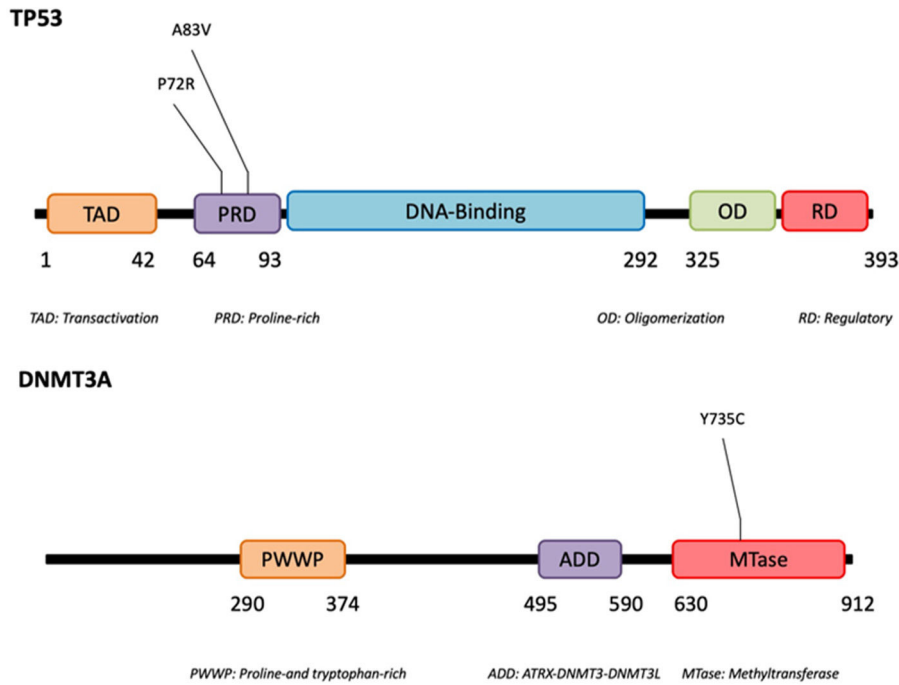 TP53
A83V
P72R
TAD PRD DNA-Binding OD RD
1 42 64 93 292 325 393
TAD: Transactivation PRD: Proline-rich OD: Oligomerization RD: Regulatory
DNMT3A
Y735C
PWWP ADD MTase
290 374 495 590 630 912
PWWP: Proline-and tryptophan-rich ADD: ATRX-DNMT3-DNMT3L MTase: Methyltransferase